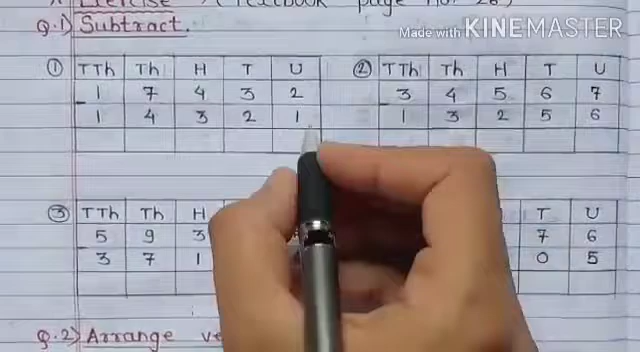 Exercise (Textbook page no. 26)
Q.1) Subtract.
① TTh Th H T U
1 7 4 3 2
- 1 4 3 2 1
② TTh Th H T U
3 4 5 6 7
- 1 3 2 5 6
③ TTh Th H
5 9 3
- 3 7 1
T U
7 6
0 5
Q.2) Arrange
Made with KINEMASTER